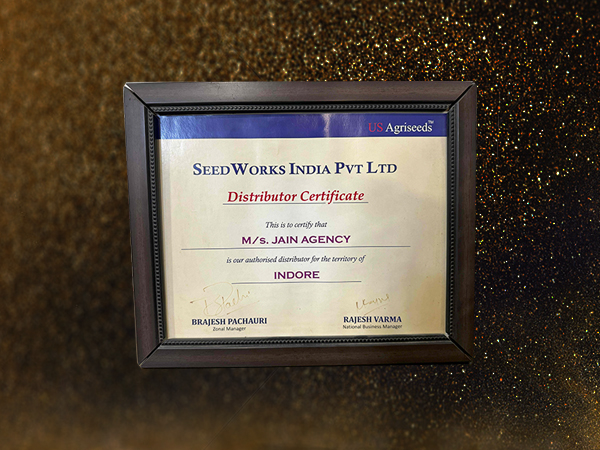 US Agriseeds™
SEEDWORKS INDIA PVT LTD
Distributor Certificate
This is to certify that
M/s. JAIN AGENCY
is our authorised distributor for the territory of
INDORE
BRAJESH PACHAURI
Zonal Manager
RAJESH VARMA
National Business Manager